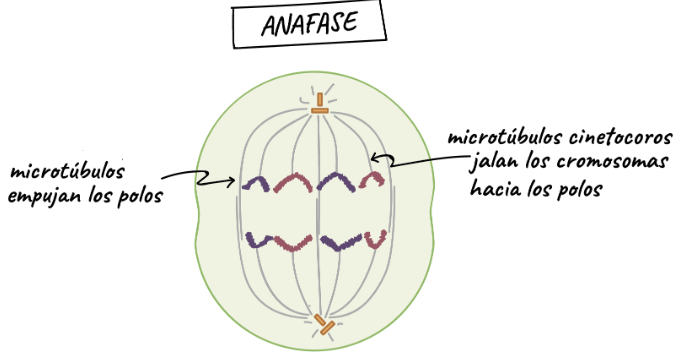 ANAFASE
microtúbulos
empujan los polos
microtúbulos cinetocoros
jalan los cromosomas
hacia los polos